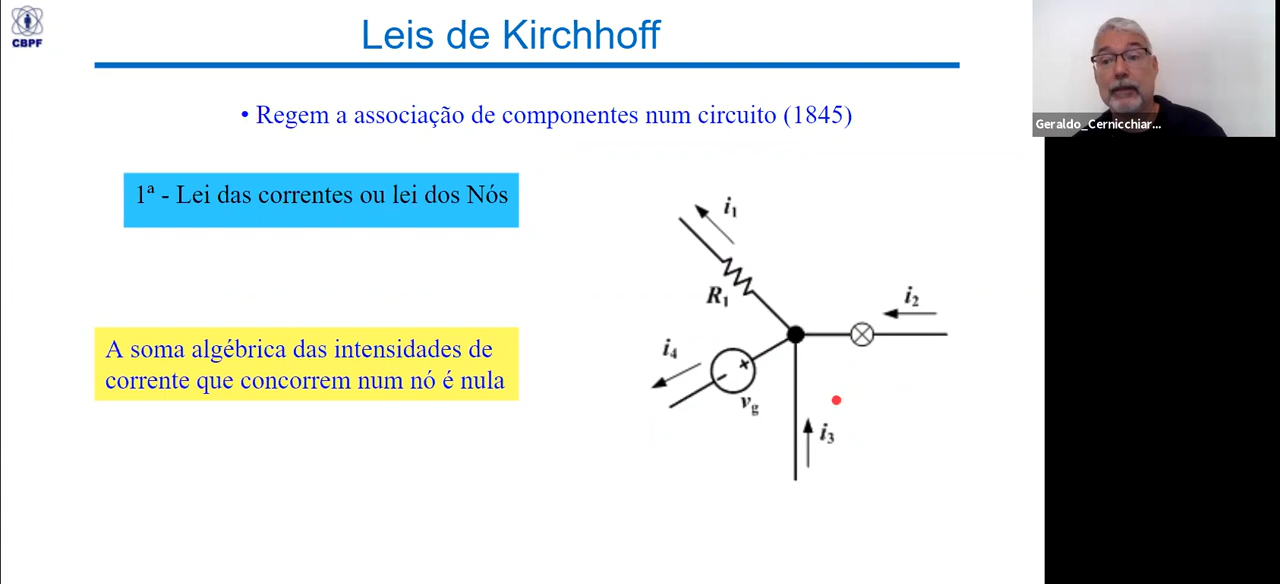 CBPF
Leis de Kirchhoff
• Regem a associação de componentes num circuito (1845)
1ª - Lei das correntes ou lei dos Nós
A soma algébrica das intensidades de
corrente que concorrem num nó é nula
i₁
R₁
i₂
i₄
+
-
v_g
i₃
Geraldo_Cernicchiar...